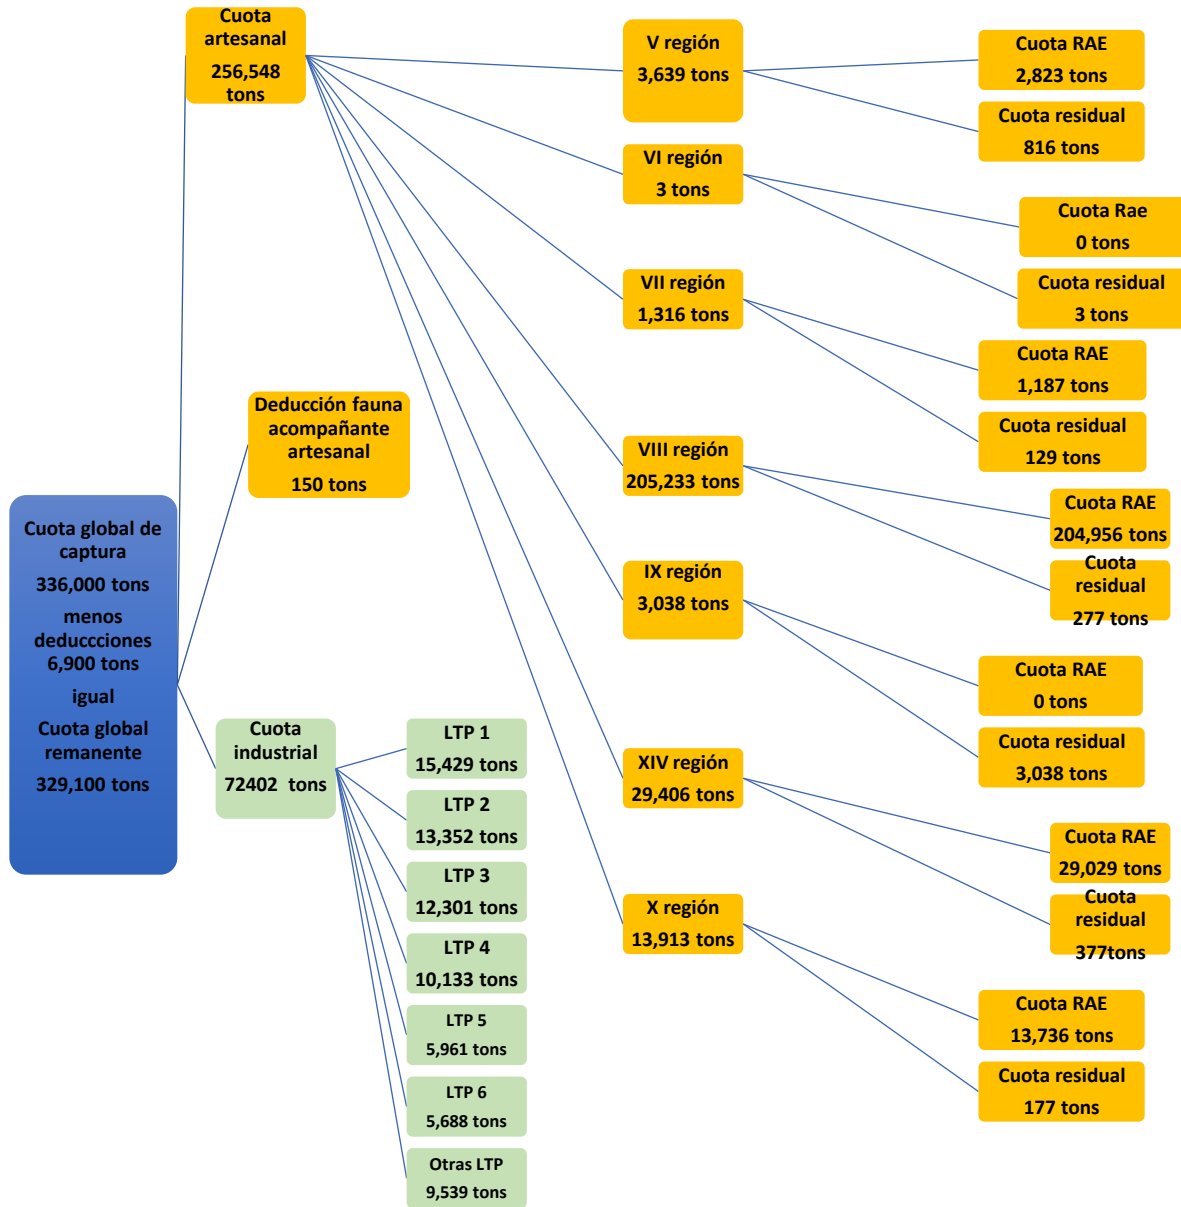 Cuota global de
captura
336,000 tons
menos
deduccciones
6,900 tons
igual
Cuota global
remanente
329,100 tons
Cuota
artesanal
256,548
tons
Deducción fauna
acompañante
artesanal
150 tons
Cuota
industrial
72402 tons
LTP 1
15,429 tons
LTP 2
13,352 tons
LTP 3
12,301 tons
LTP 4
10,133 tons
LTP 5
5,961 tons
LTP 6
5,688 tons
Otras LTP
9,539 tons
V región
3,639 tons
VI región
3 tons
VII región
1,316 tons
VIII región
205,233 tons
IX región
3,038 tons
XIV región
29,406 tons
X región
13,913 tons
Cuota RAE
2,823 tons
Cuota residual
816 tons
Cuota Rae
0 tons
Cuota residual
3 tons
Cuota RAE
1,187 tons
Cuota residual
129 tons
Cuota RAE
204,956 tons
Cuota
residual
277 tons
Cuota RAE
0 tons
Cuota residual
3,038 tons
Cuota RAE
29,029 tons
Cuota
residual
377tons
Cuota RAE
13,736 tons
Cuota residual
177 tons